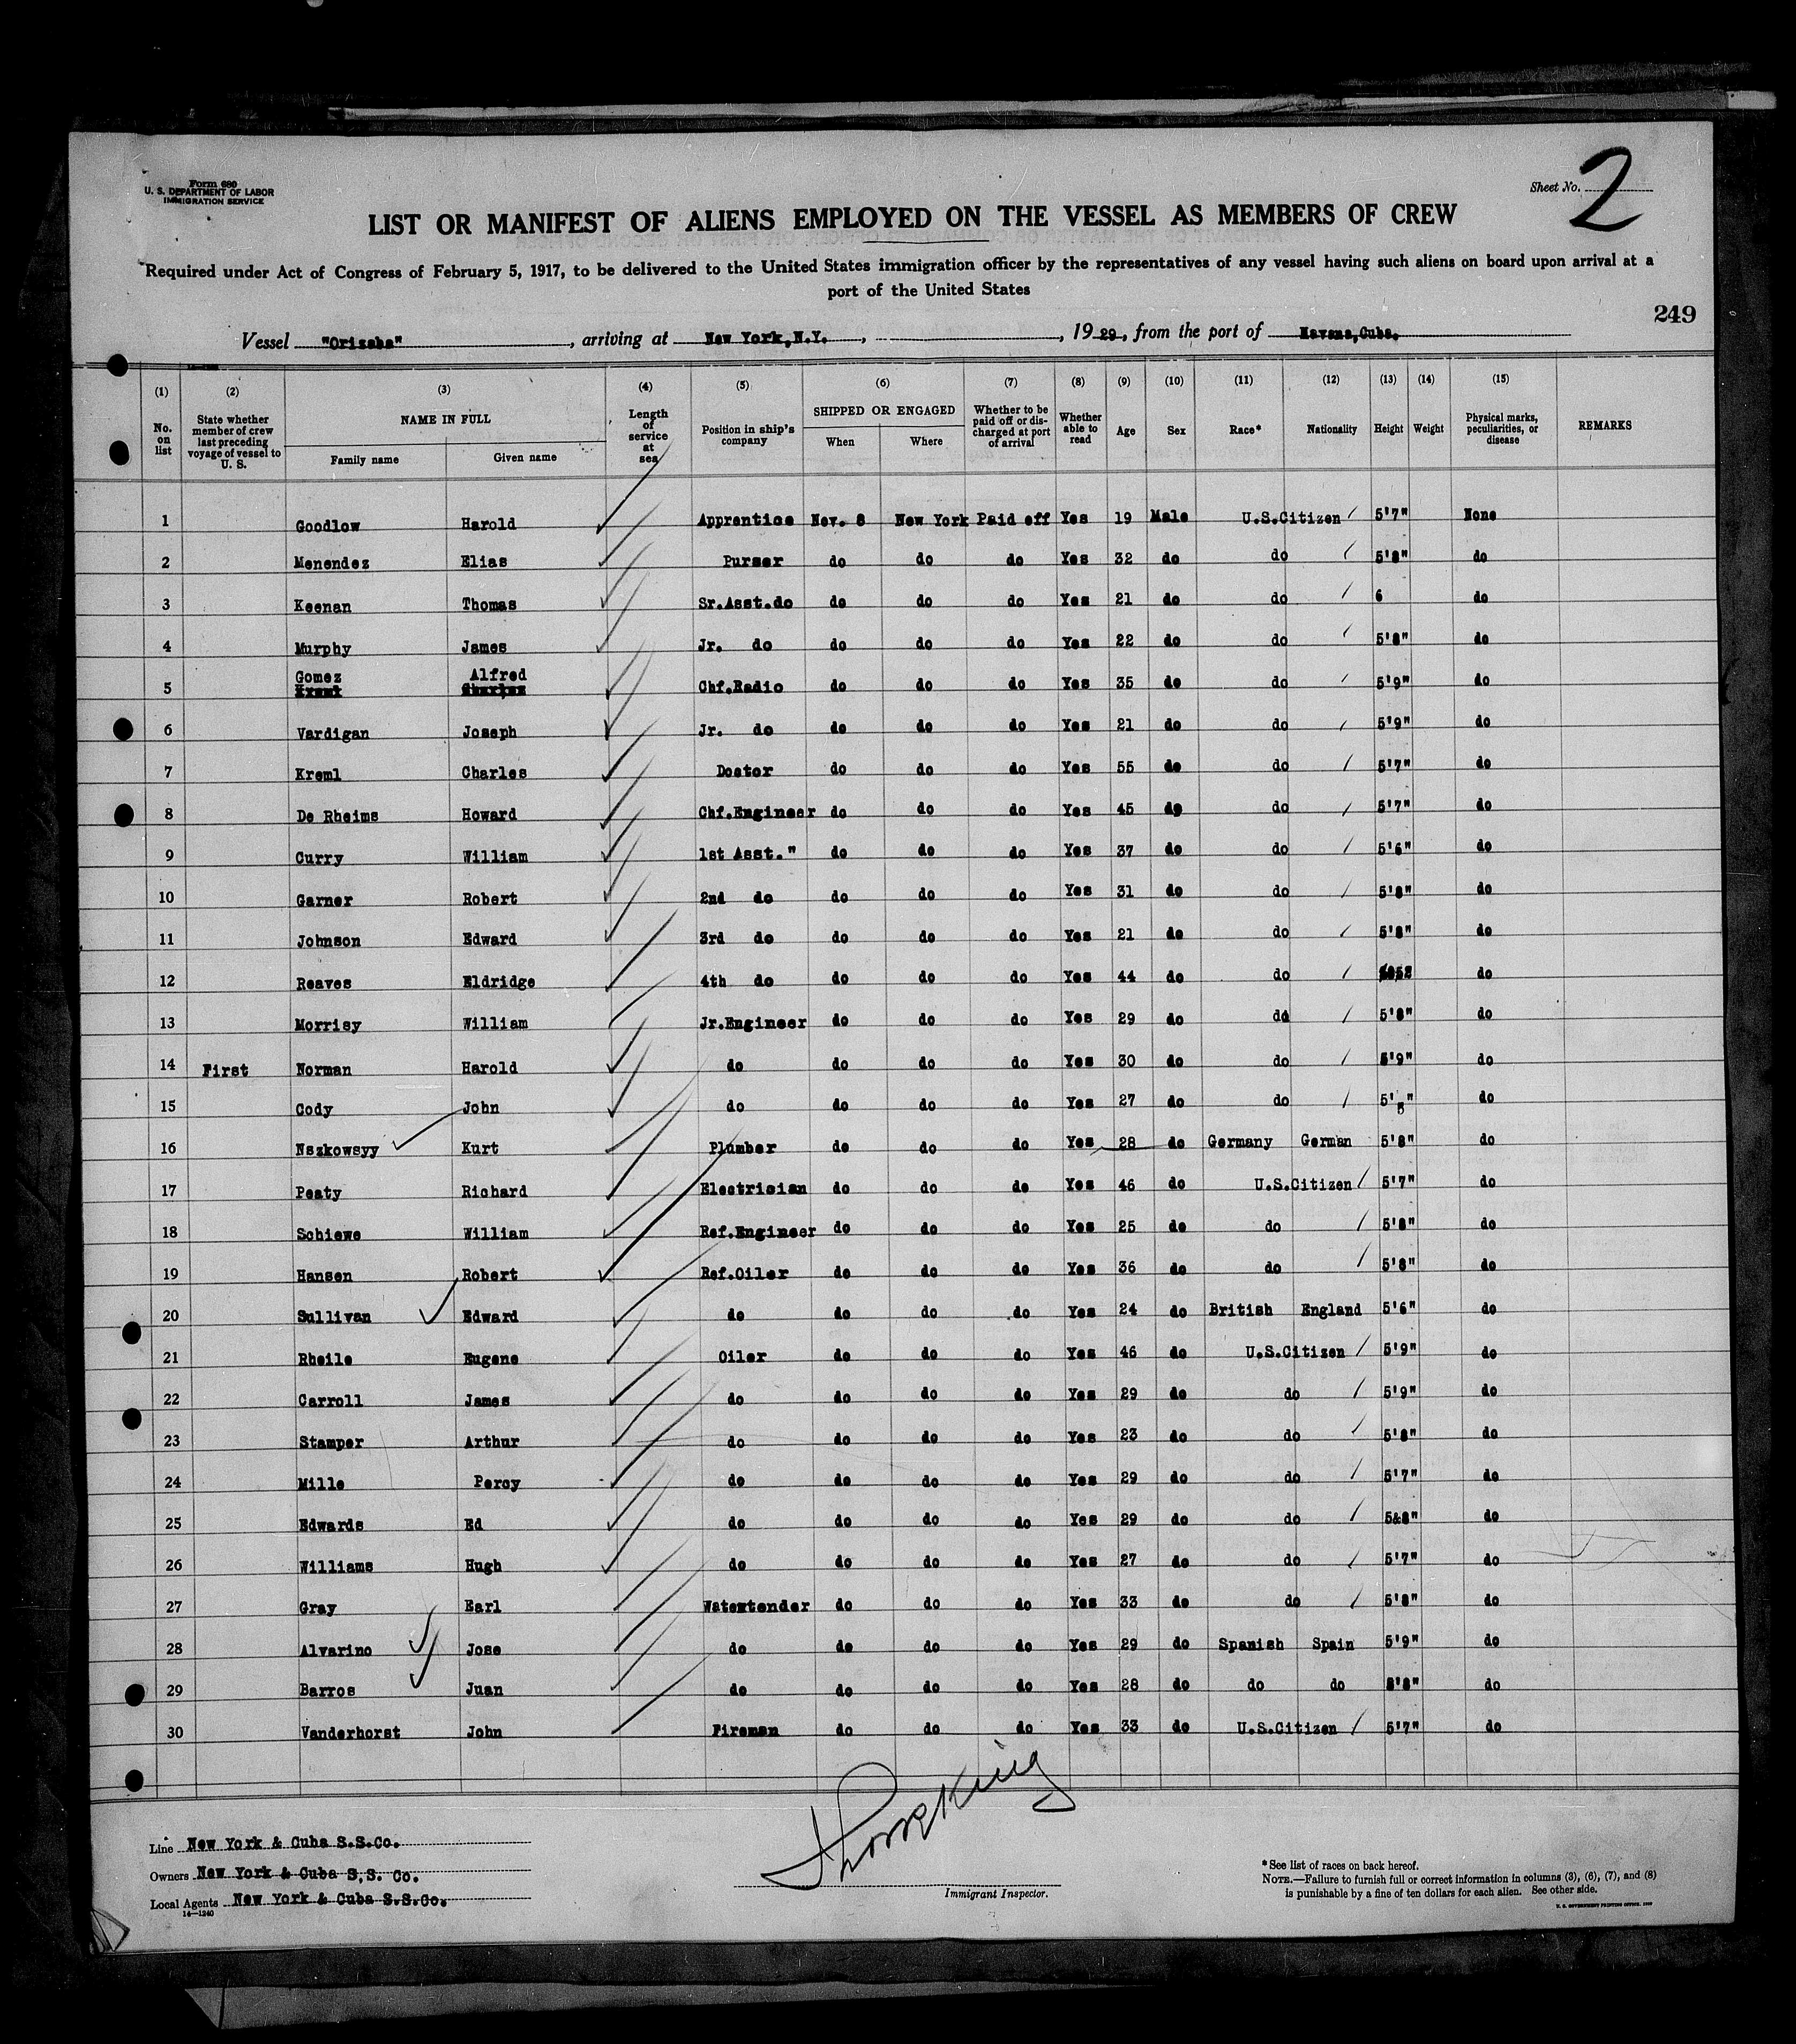 Form 680
U. S. DEPARTMENT OF LABOR
IMMIGRATION SERVICE
Sheet No. 2
LIST OR MANIFEST OF ALIENS EMPLOYED ON THE VESSEL AS MEMBERS OF CREW
Required under Act of Congress of February 5, 1917, to be delivered to the United States immigration officer by the representatives of any vessel having such aliens on board upon arrival at a
port of the United States
249
Vessel "Orizaba", arriving at New York, N.Y., , 1929, from the port of Havana, Cuba.
(1) (2) (3) (4) (5) (6) (7) (8) (9) (10) (11) (12) (13) (14) (15)
No. on list State whether member of crew last preceding voyage of vessel to U. S. NAME IN FULL Family name Given name Length of service at sea Position in ship's company SHIPPED OR ENGAGED When Where Whether to be paid off or discharged at port of arrival Whether able to read Age Sex Race* Nationality Height Weight Physical marks, peculiarities, or disease REMARKS
1 Goodlow Harold Apprentice Nov. 8 New York Paid off Yes 19 Male U.S.Citizen 5'7" None
2 Menendez Elias Purser do do do Yes 32 do do 5'8" do
3 Keenan Thomas Sr.Asst.do do do do Yes 21 do do 6 do
4 Murphy James Jr. do do do do Yes 22 do do 5'8" do
5 Gomez Alfred Chf.Radio do do do Yes 35 do do 5'9" do
6 Vardigan Joseph Jr. do do do do Yes 21 do do 5'9" do
7 Kreml Charles Doctor do do do Yes 55 do do 5'7" do
8 De Rheims Howard Chf.Engineer do do do Yes 45 do do 5'7" do
9 Curry William 1st Asst." do do do Yes 37 do do 5'6" do
10 Garner Robert 2nd do do do do Yes 31 do do 5'8" do
11 Johnson Edward 3rd do do do do Yes 21 do do 5'8" do
12 Reaves Eldridge 4th do do do do Yes 44 do do do
13 Morrisy William Jr.Engineer do do do Yes 29 do do 5'8" do
14 First Norman Harold do do do do Yes 30 do do 5'9" do
15 Cody John do do do do Yes 27 do do 5'5" do
16 Nszkowsyy Kurt Plumber do do do Yes 28 do Germany German 5'8" do
17 Peaty Richard Electrician do do do Yes 46 do U.S.Citizen 5'7" do
18 Schiewe William Ref.Engineer do do do Yes 25 do do 5'8" do
19 Hansen Robert Ref.Oiler do do do Yes 36 do do 5'8" do
20 Sullivan Edward do do do do Yes 24 do British England 5'6" do
21 Rheile Eugene Oiler do do do Yes 46 do U.S.Citizen 5'9" do
22 Carroll James do do do do Yes 29 do do 5'9" do
23 Stamper Arthur do do do do Yes 23 do do 5'8" do
24 Mille Percy do do do do Yes 29 do do 5'7" do
25 Edwards Ed do do do do Yes 29 do do 5&8" do
26 Williams Hugh do do do do Yes 27 do do 5'7" do
27 Gray Earl Watertender do do do Yes 33 do do 5'8" do
28 Alvarino Jose do do do do Yes 29 do Spanish Spain 5'9" do
29 Barros Juan do do do do Yes 28 do do do 5'8" do
30 Vanderhorst John Fireman do do do Yes 33 do U.S.Citizen 5'7" do
Line New York & Cuba S.S.Co.
Owners New York & Cuba S.S. Co.
Local Agents New York & Cuba S.S.Co.
14—1240
Immigrant Inspector.
*See list of races on back hereof.
NOTE.—Failure to furnish full or correct information in columns (3), (6), (7), and (8)
is punishable by a fine of ten dollars for each alien. See other side.